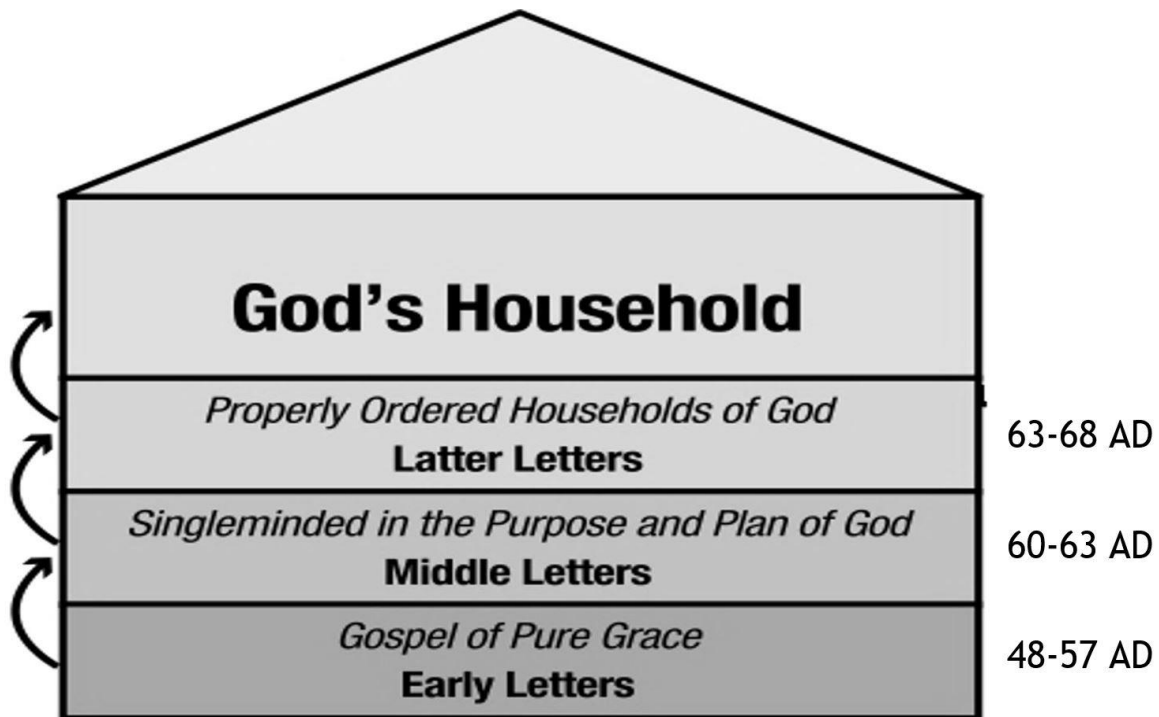 God's Household
Properly Ordered Households of God
Latter Letters
63-68 AD
Singleminded in the Purpose and Plan of God
Middle Letters
60-63 AD
Gospel of Pure Grace
Early Letters
48-57 AD